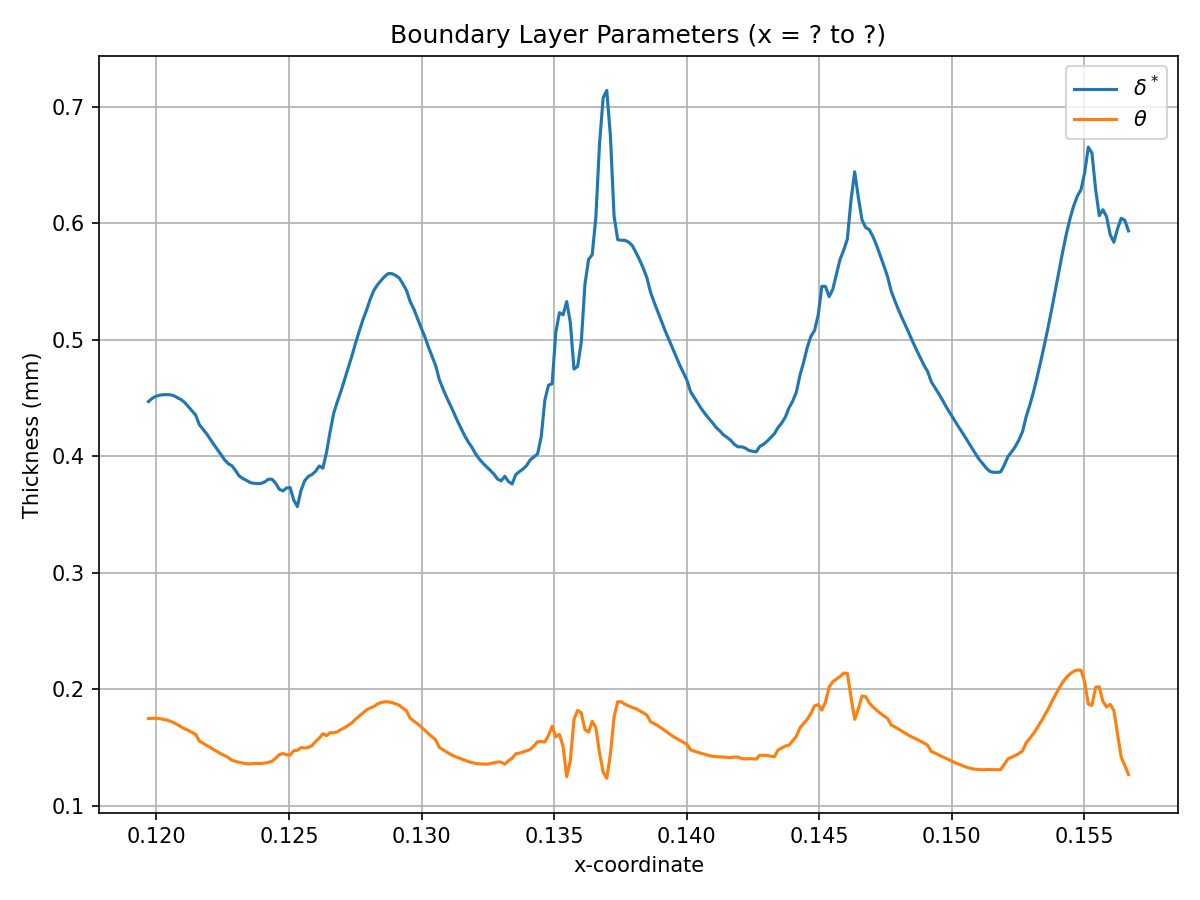 Boundary Layer Parameters (x = ? to ?)
δ*
θ
Thickness (mm)
0.7
0.6
0.5
0.4
0.3
0.2
0.1
0.120 0.125 0.130 0.135 0.140 0.145 0.150 0.155
x-coordinate